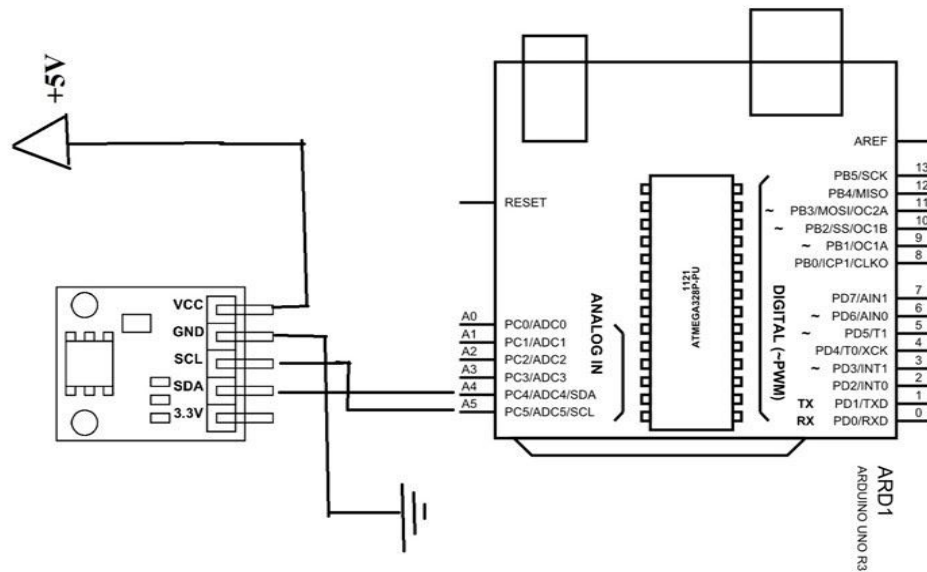 +5V
VCC
GND
SCL
SDA
3.3V
RESET
A0
A1
A2
A3
A4
A5
PC0/ADC0
PC1/ADC1
PC2/ADC2
PC3/ADC3
PC4/ADC4/SDA
PC5/ADC5/SCL
ANALOG IN
ATMEGA328P-PU
1121
DIGITAL (~PWM)
AREF
PB5/SCK 13
PB4/MISO 12
~ PB3/MOSI/OC2A 11
~ PB2/SS/OC1B 10
~ PB1/OC1A 9
PB0/ICP1/CLKO 8
PD7/AIN1 7
~ PD6/AIN0 6
~ PD5/T1 5
PD4/T0/XCK 4
~ PD3/INT1 3
PD2/INT0 2
TX PD1/TXD 1
RX PD0/RXD 0
ARD1
ARDUINO UNO R3